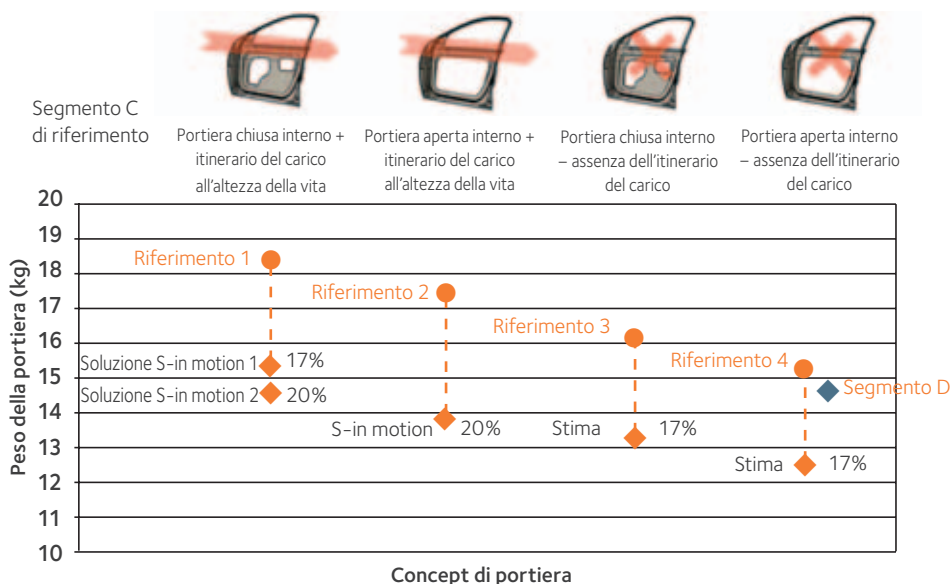 Segmento C
di riferimento
Portiera chiusa interno +
itinerario del carico
all'altezza della vita
Portiera aperta interno +
itinerario del carico
all'altezza della vita
Portiera chiusa interno
– assenza dell'itinerario
del carico
Portiera aperta interno
– assenza dell'itinerario
del carico
Peso della portiera (kg)
20
19
18
17
16
15
14
13
12
11
10
Riferimento 1
Soluzione S-in motion 1
17%
Soluzione S-in motion 2
20%
Riferimento 2
S-in motion
20%
Riferimento 3
Stima
17%
Riferimento 4
Segmento D
Stima
17%
Concept di portiera